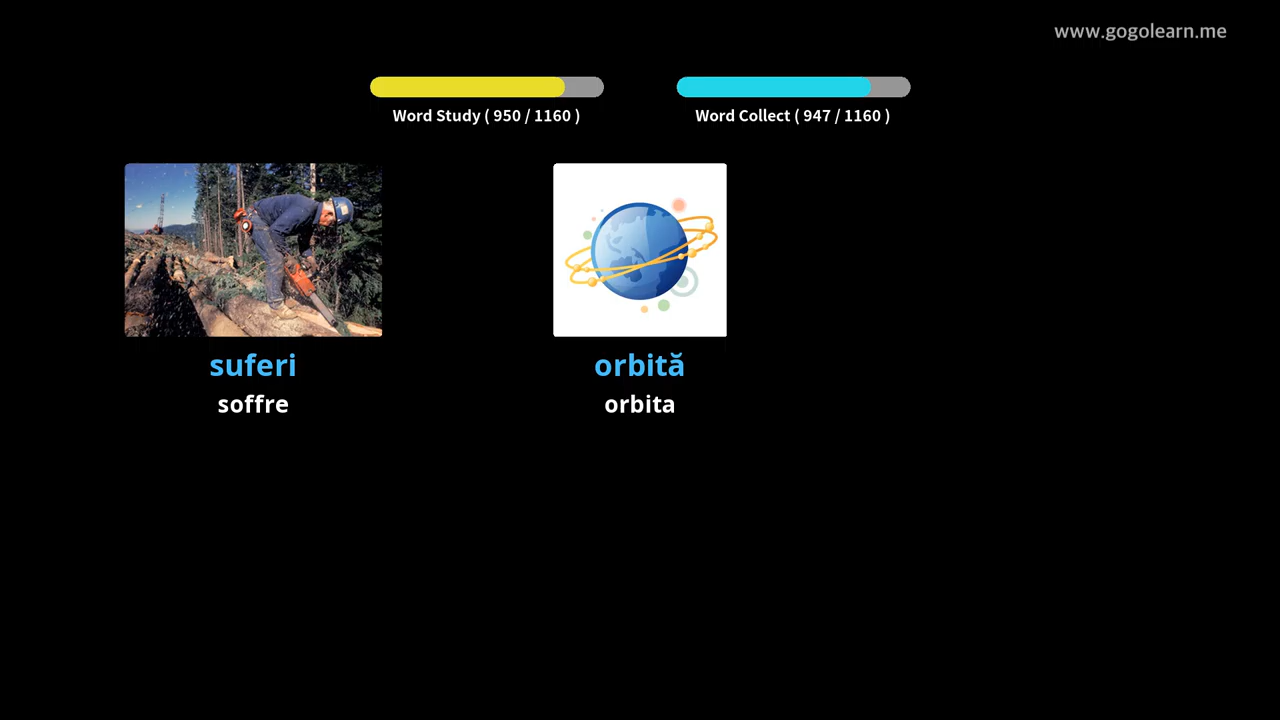 www.gogolearn.me
Word Study ( 950 / 1160 )
Word Collect ( 947 / 1160 )
suferi
soffre
orbită
orbita